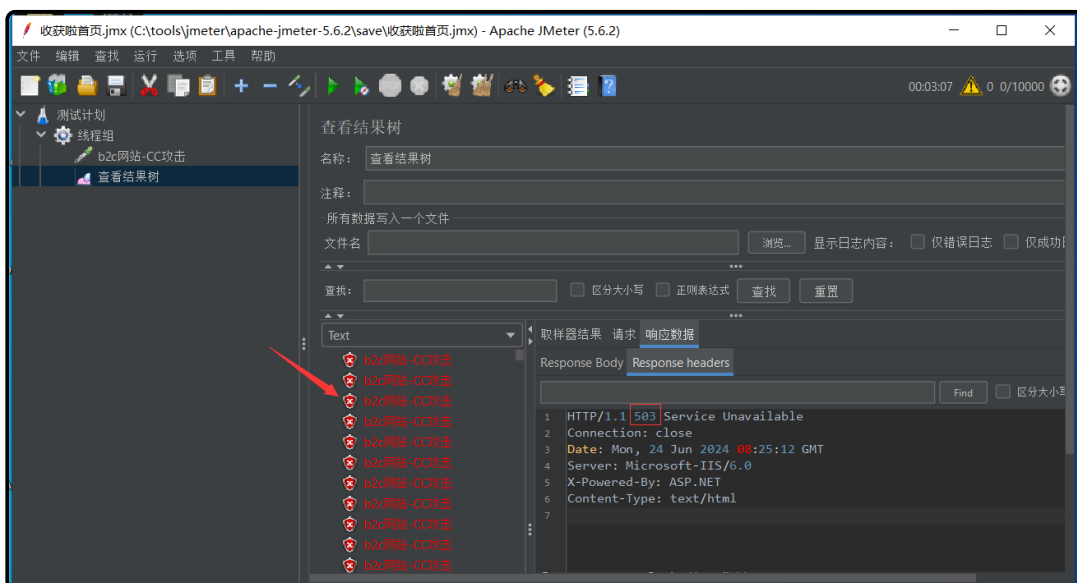 收获啦首页.jmx (C:\tools\jmeter\apache-jmeter-5.6.2\save\收获啦首页.jmx) - Apache JMeter (5.6.2)
文件 编辑 查找 运行 选项 工具 帮助
00:03:07 0 0/10000
测试计划
线程组
b2c网站-CC攻击
查看结果树
查看结果树
名称： 查看结果树
注释：
所有数据写入一个文件
文件名 浏览... 显示日志内容： 仅错误日志 仅成功日
查找： 区分大小写 正则表达式 查找 重置
Text
取样器结果 请求 响应数据
Response Body Response headers
Find 区分大小写
b2c网站-CC攻击
b2c网站-CC攻击
b2c网站-CC攻击
b2c网站-CC攻击
b2c网站-CC攻击
b2c网站-CC攻击
b2c网站-CC攻击
b2c网站-CC攻击
b2c网站-CC攻击
b2c网站-CC攻击
b2c网站-CC攻击
1 HTTP/1.1 503 Service Unavailable
2 Connection: close
3 Date: Mon, 24 Jun 2024 08:25:12 GMT
4 Server: Microsoft-IIS/6.0
5 X-Powered-By: ASP.NET
6 Content-Type: text/html
7